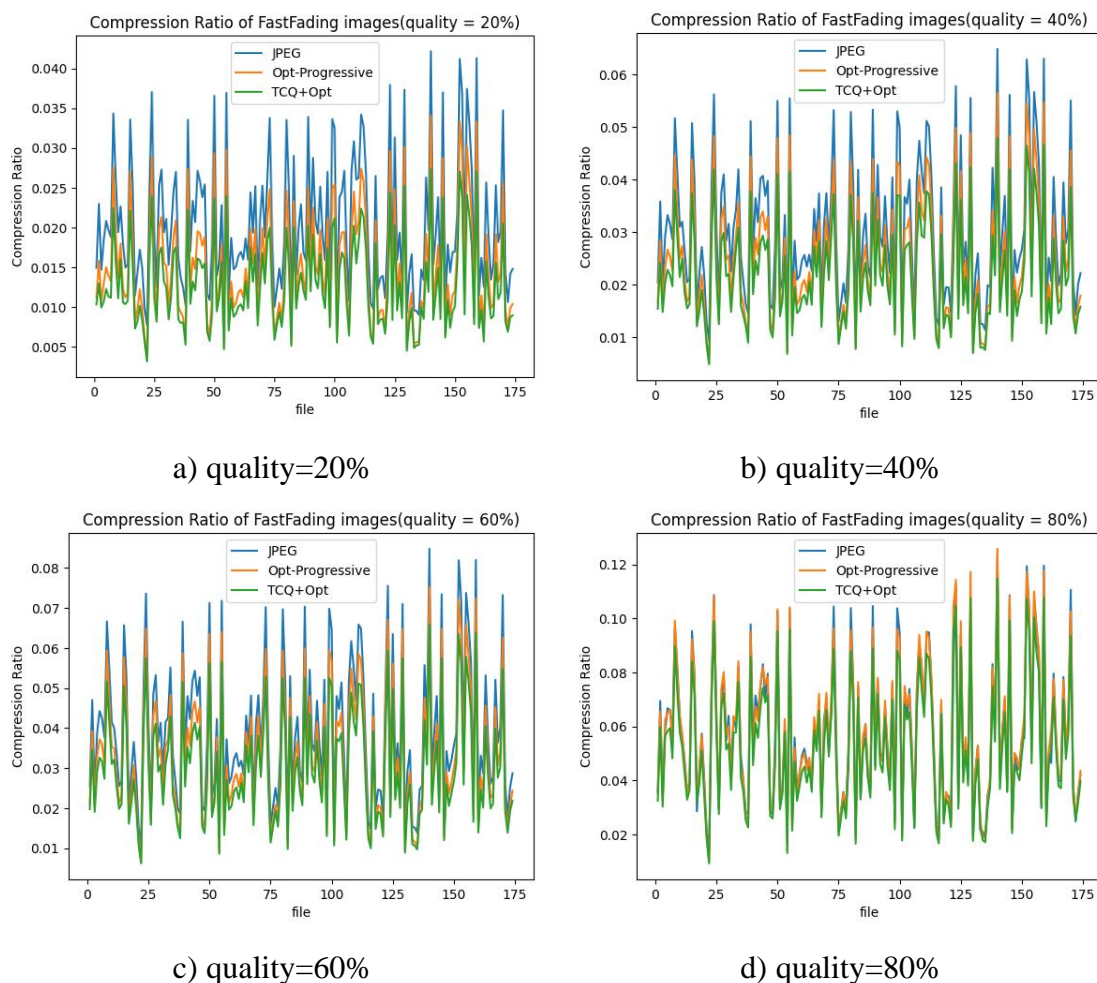 Compression Ratio of FastFading images(quality = 20%)
JPEG
Opt-Progressive
TCQ+Opt
0.040
0.035
0.030
0.025
0.020
0.015
0.010
0.005
Compression Ratio
0 25 50 75 100 125 150 175
file
a) quality=20%
Compression Ratio of FastFading images(quality = 40%)
JPEG
Opt-Progressive
TCQ+Opt
0.06
0.05
0.04
0.03
0.02
0.01
Compression Ratio
0 25 50 75 100 125 150 175
file
b) quality=40%
Compression Ratio of FastFading images(quality = 60%)
JPEG
Opt-Progressive
TCQ+Opt
0.08
0.07
0.06
0.05
0.04
0.03
0.02
0.01
Compression Ratio
0 25 50 75 100 125 150 175
file
c) quality=60%
Compression Ratio of FastFading images(quality = 80%)
JPEG
Opt-Progressive
TCQ+Opt
0.12
0.10
0.08
0.06
0.04
0.02
Compression Ratio
0 25 50 75 100 125 150 175
file
d) quality=80%